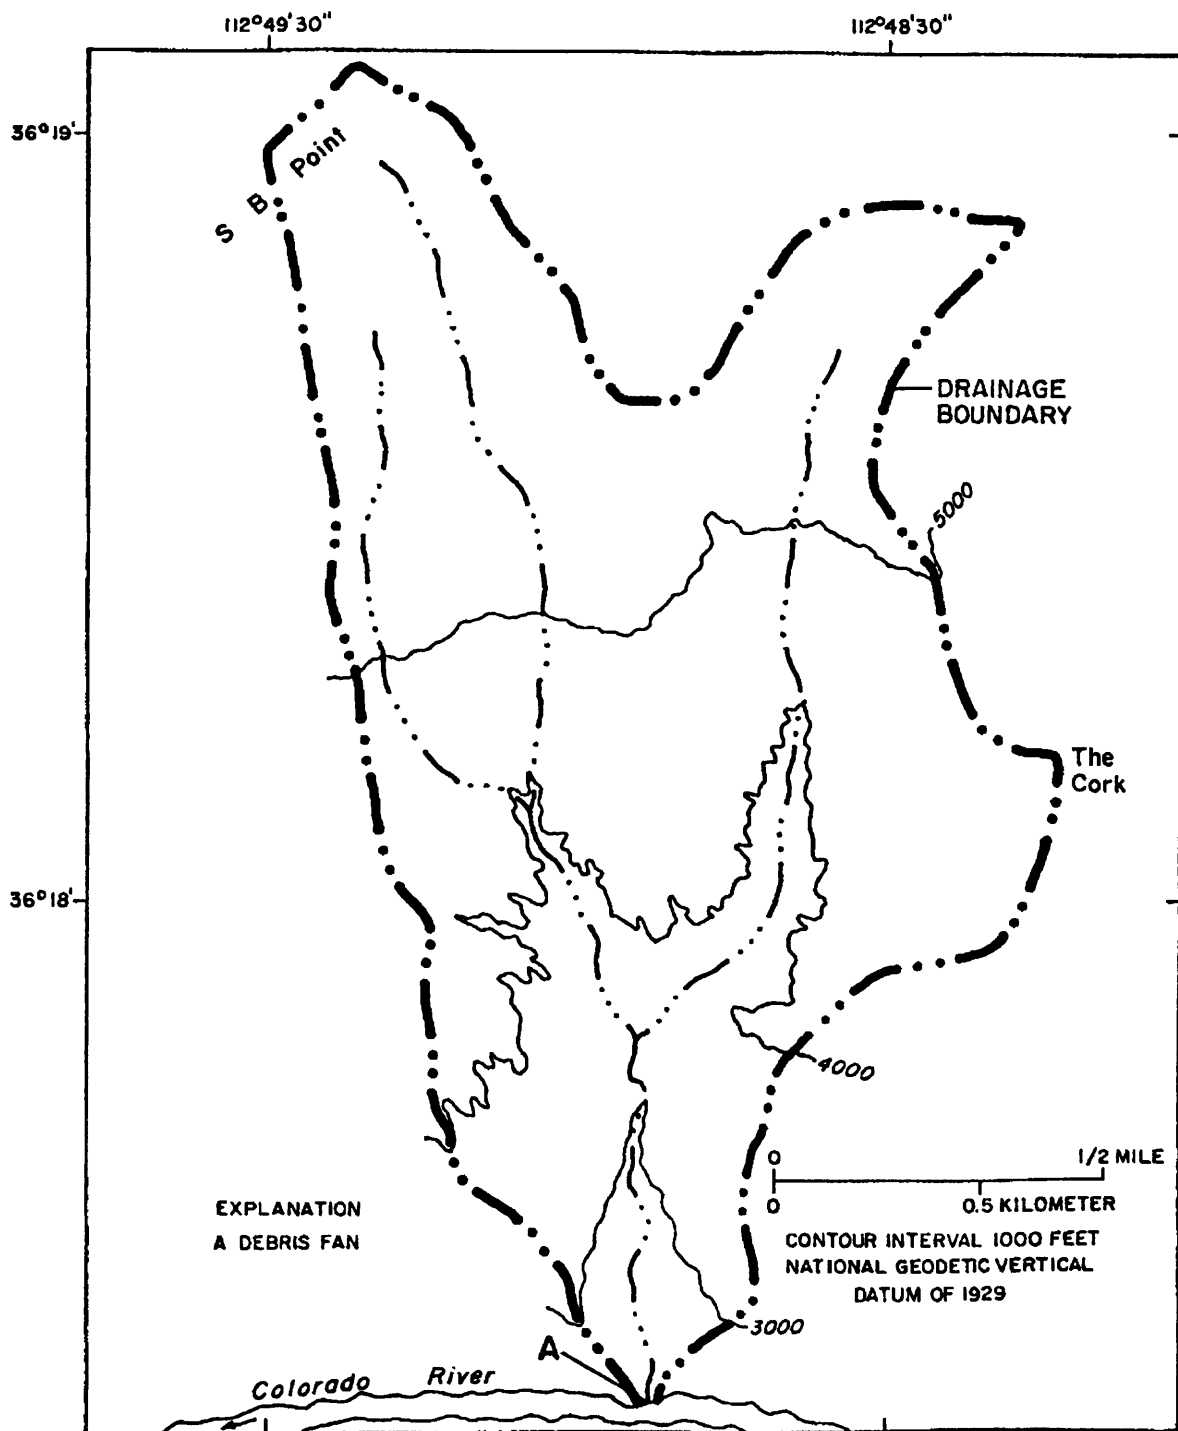 112°49'30"
112°48'30"
36°19'
S B Point
DRAINAGE
BOUNDARY
5000
The
Cork
36°18'
4000
0
1/2 MILE
0
0.5 KILOMETER
EXPLANATION
A DEBRIS FAN
CONTOUR INTERVAL 1000 FEET
NATIONAL GEODETIC VERTICAL
DATUM OF 1929
3000
A
Colorado River